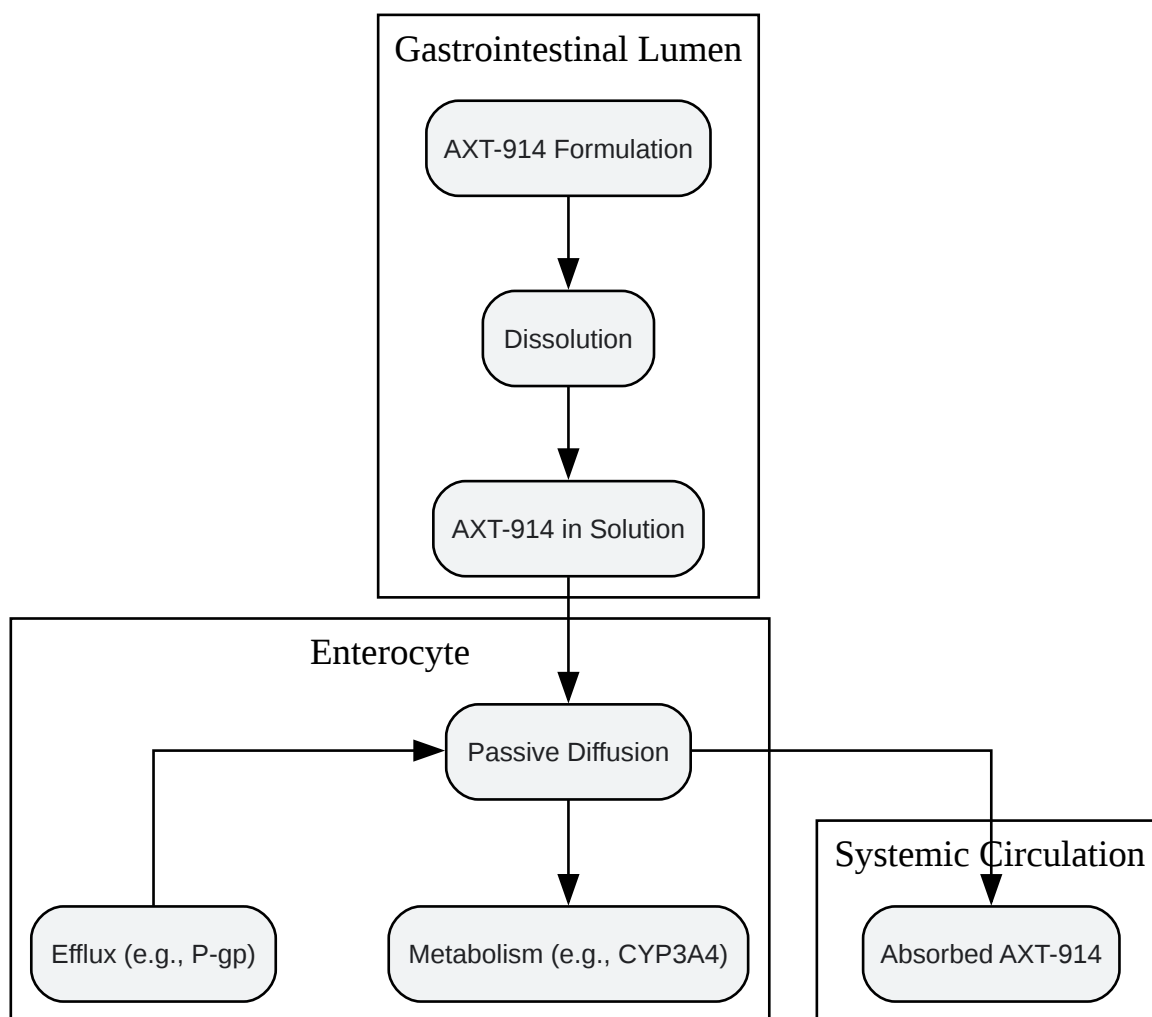 Gastrointestinal Lumen
AXT-914 Formulation
Dissolution
AXT-914 in Solution
Enterocyte
Passive Diffusion
Systemic Circulation
Efflux (e.g., P-gp)
Metabolism (e.g., CYP3A4)
Absorbed AXT-914